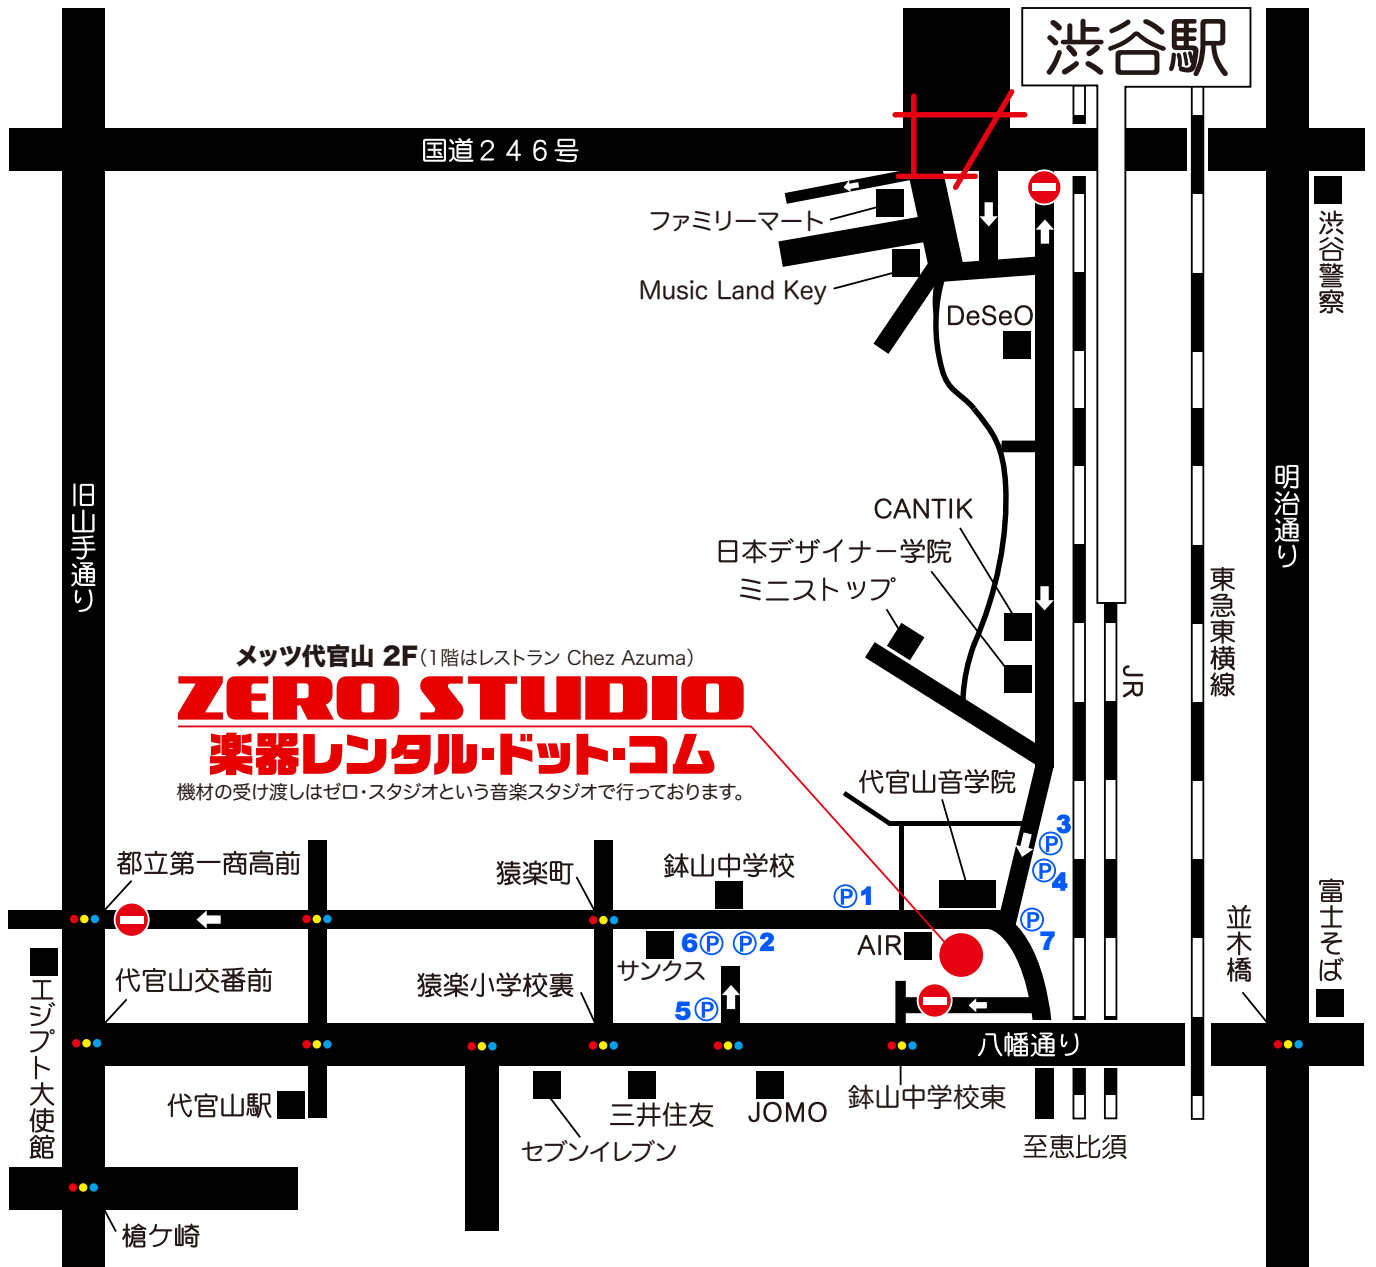 渋谷駅
国道246号
ファミリーマート
渋谷警察
Music Land Key
DeSeO
旧山手通り
明治通り
CANTIK
日本デザイナー学院
ミニストップ
東急東横線
JR
メッツ代官山 2F(1階はレストラン Chez Azuma)
ZERO STUDIO
楽器レンタル・ドット・コム
機材の受け渡しはゼロ・スタジオという音楽スタジオで行っております。
代官山音学院
P3
P4
都立第一商高前
猿楽町
鉢山中学校
P1
富士そば
並木橋
P7
6P
P2
AIR
サンクス
代官山交番前
猿楽小学校裏
エジプト大使館
5P
八幡通り
代官山駅
三井住友
JOMO
鉢山中学校東
セブンイレブン
至恵比須
槍ケ崎